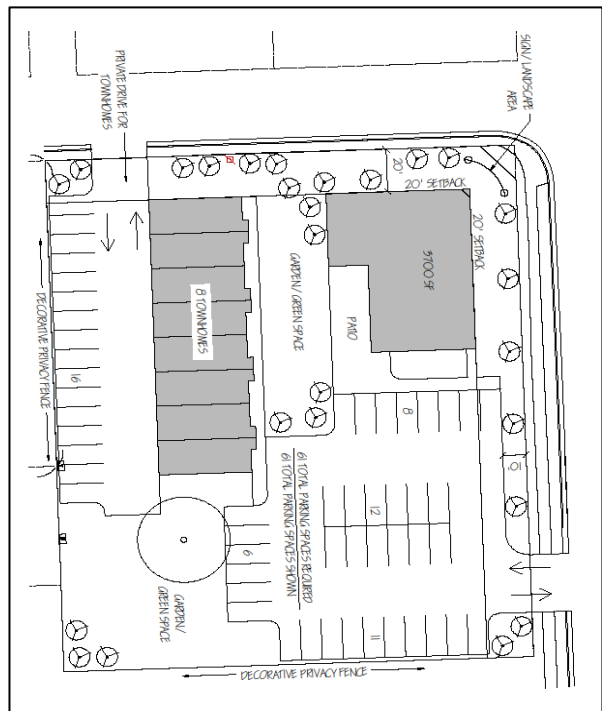 SIGN / LANDSCAPE
AREA
PRIVATE DRIVE FOR
TOWNHOMES
20'
20' SETBACK
20' SETBACK
3700 SF
8 TOWNHOMES
GARDEN / GREEN SPACE
PATIO
DECORATIVE PRIVACY FENCE
16
8
10'
61 TOTAL PARKING SPACES REQUIRED
61 TOTAL PARKING SPACES SHOWN
12
6
GARDEN /
GREEN SPACE
11
DECORATIVE PRIVACY FENCE